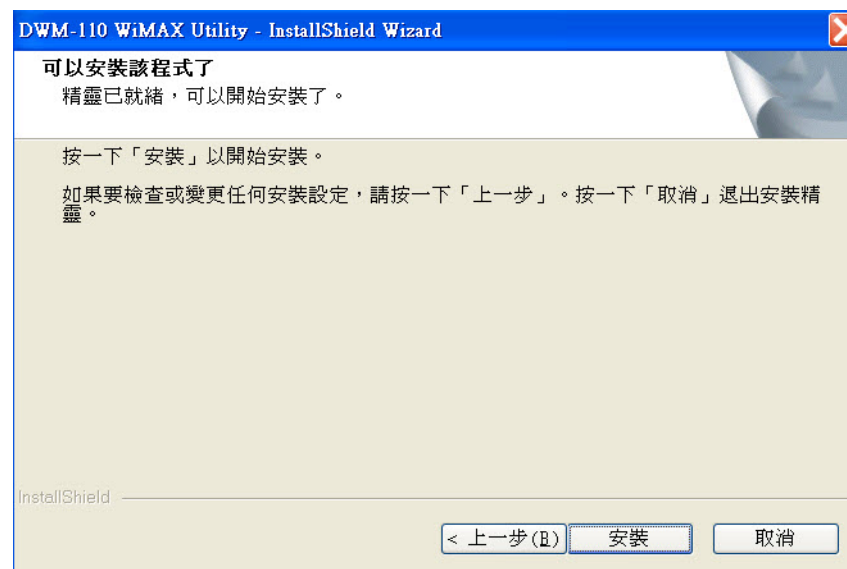 DWM-110 WiMAX Utility - InstallShield Wizard
可以安裝該程式了
精靈已就緒，可以開始安裝了。
按一下「安裝」以開始安裝。
如果要檢查或變更任何安裝設定，請按一下「上一步」。按一下「取消」退出安裝精
靈。
InstallShield
< 上一步(B)
安裝
取消